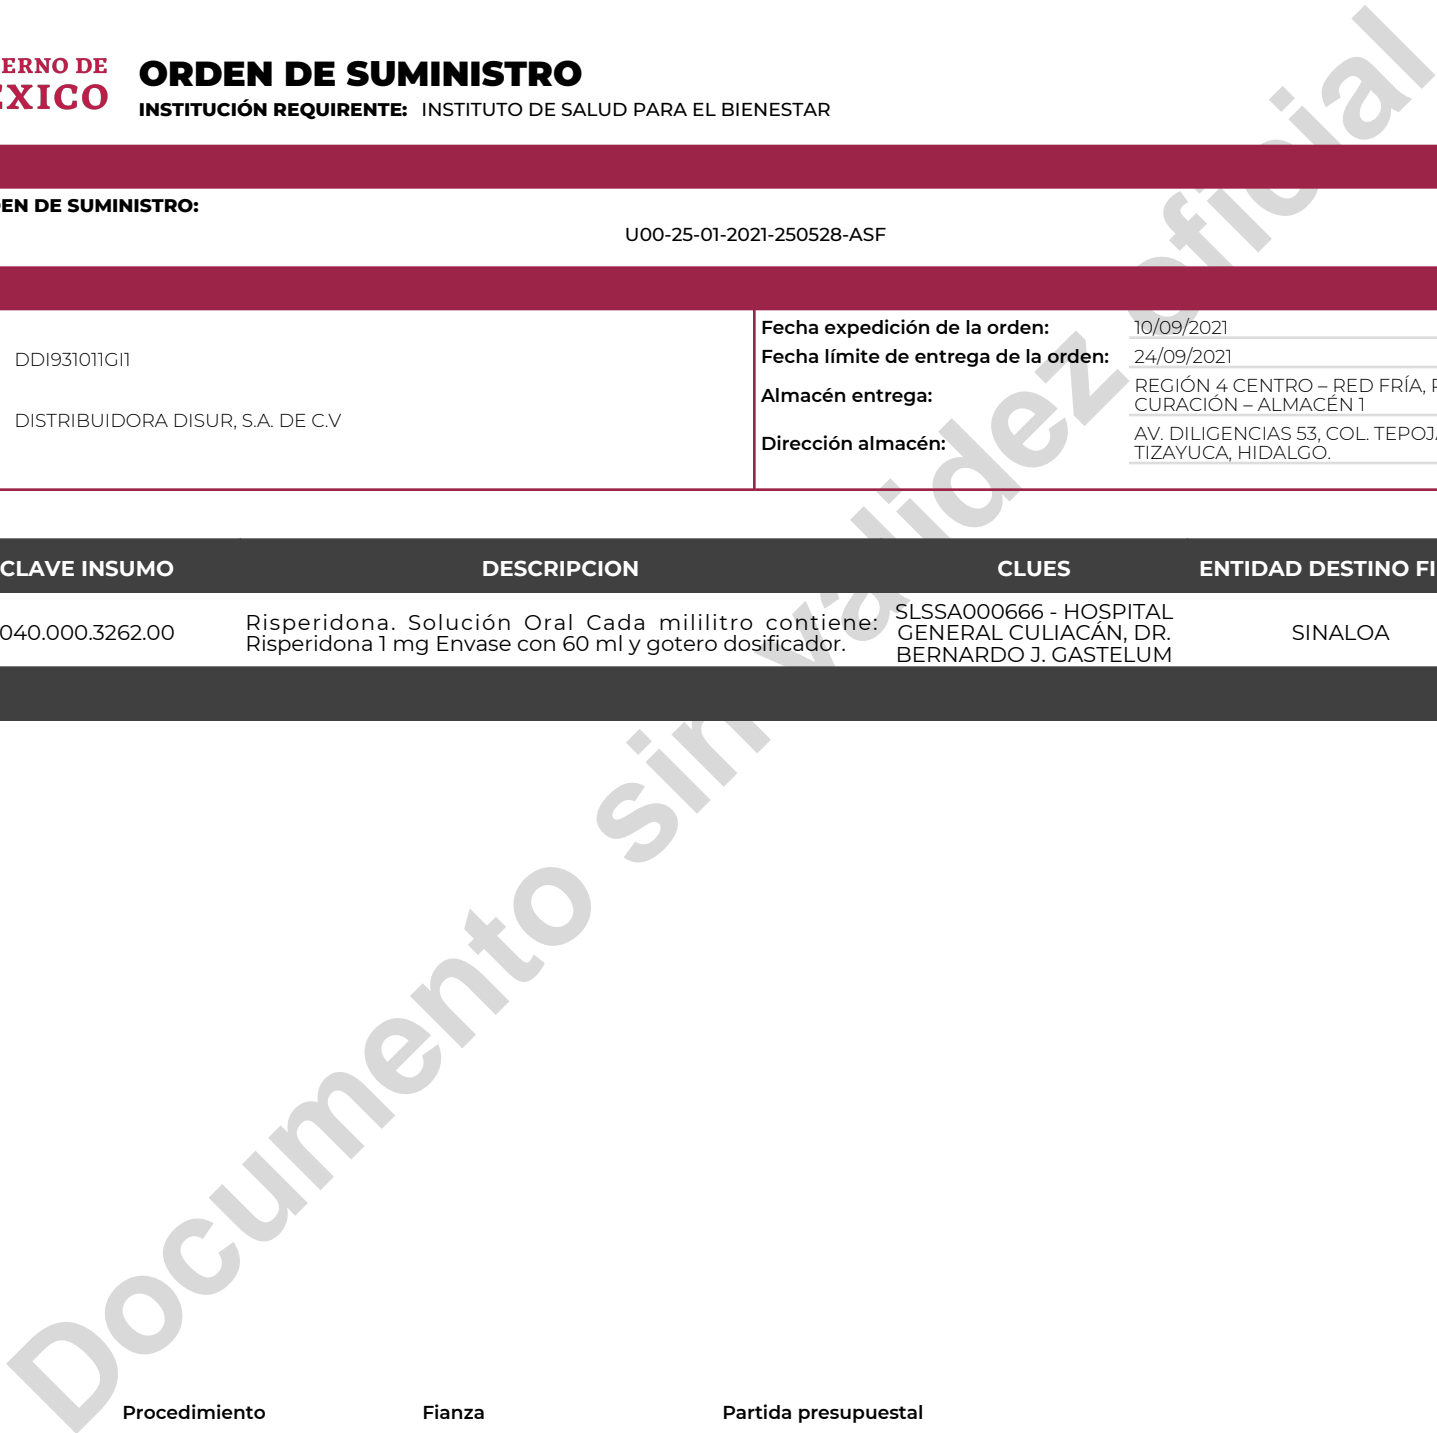 ERNO DE
EXICO
ORDEN DE SUMINISTRO
INSTITUCIÓN REQUIRENTE: INSTITUTO DE SALUD PARA EL BIENESTAR
EN DE SUMINISTRO:
U00-25-01-2021-250528-ASF
DDI931011GI1
DISTRIBUIDORA DISUR, S.A. DE C.V
Fecha expedición de la orden: 10/09/2021
Fecha límite de entrega de la orden: 24/09/2021
Almacén entrega: REGIÓN 4 CENTRO – RED FRÍA,
CURACIÓN – ALMACÉN 1
Dirección almacén: AV. DILIGENCIAS 53, COL. TEPOJA
TIZAYUCA, HIDALGO.
CLAVE INSUMO DESCRIPCION CLUES ENTIDAD DESTINO FI
040.000.3262.00
Risperidona. Solución Oral Cada mililitro contiene:
Risperidona 1 mg Envase con 60 ml y gotero dosificador.
SLSSA000666 - HOSPITAL
GENERAL CULIACÁN, DR.
BERNARDO J. GASTELUM
SINALOA
Documento sin validez oficial
Procedimiento Fianza Partida presupuestal